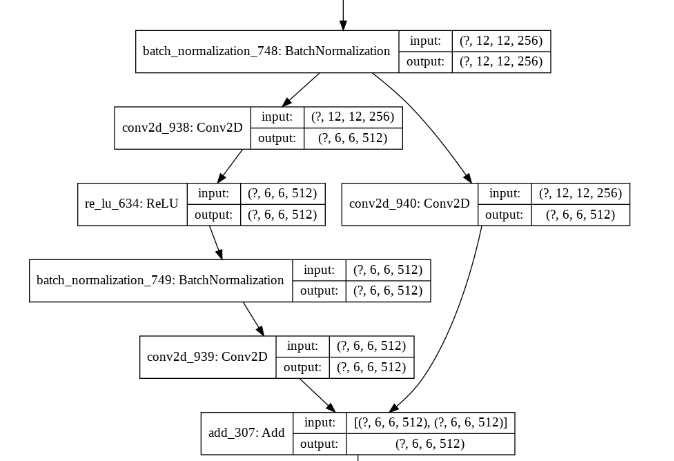 batch_normalization_748: BatchNormalization
input: (?, 12, 12, 256)
output: (?, 12, 12, 256)
conv2d_938: Conv2D
input: (?, 12, 12, 256)
output: (?, 6, 6, 512)
re_lu_634: ReLU
input: (?, 6, 6, 512)
output: (?, 6, 6, 512)
conv2d_940: Conv2D
input: (?, 12, 12, 256)
output: (?, 6, 6, 512)
batch_normalization_749: BatchNormalization
input: (?, 6, 6, 512)
output: (?, 6, 6, 512)
conv2d_939: Conv2D
input: (?, 6, 6, 512)
output: (?, 6, 6, 512)
add_307: Add
input: [(?, 6, 6, 512), (?, 6, 6, 512)]
output: (?, 6, 6, 512)